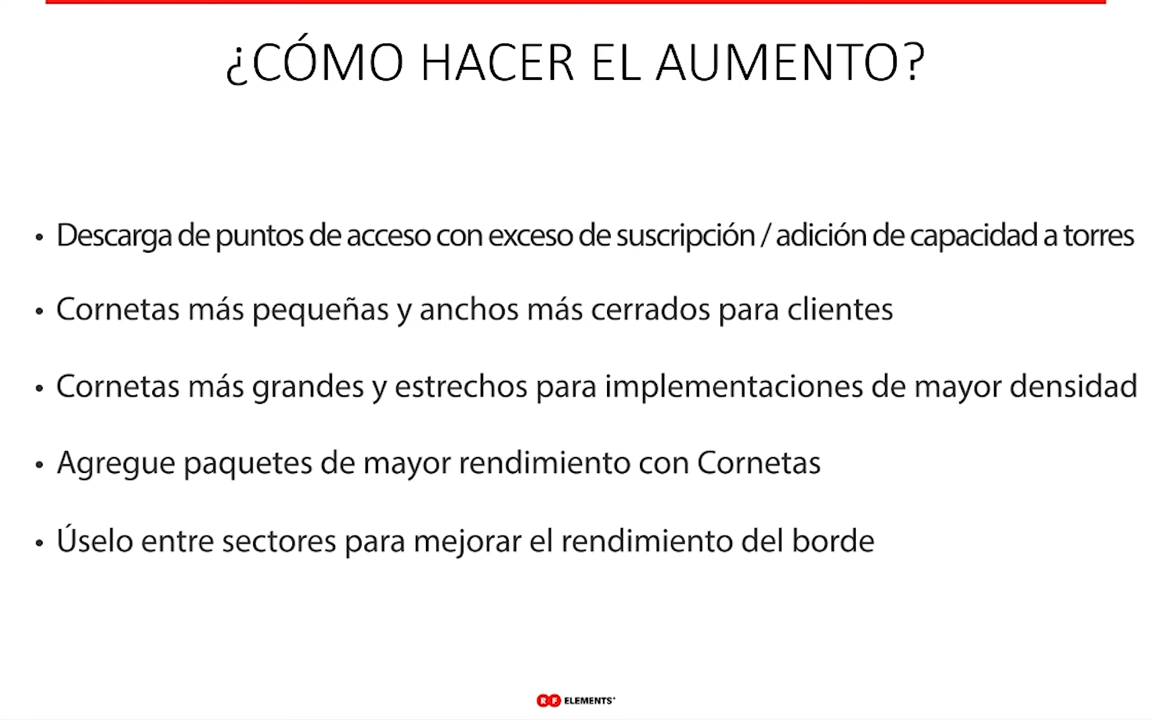 ¿CÓMO HACER EL AUMENTO?
• Descarga de puntos de acceso con exceso de suscripción / adición de capacidad a torres
• Cornetas más pequeñas y anchos más cerrados para clientes
• Cornetas más grandes y estrechos para implementaciones de mayor densidad
• Agregue paquetes de mayor rendimiento con Cornetas
• Úselo entre sectores para mejorar el rendimiento del borde
RF ELEMENTS